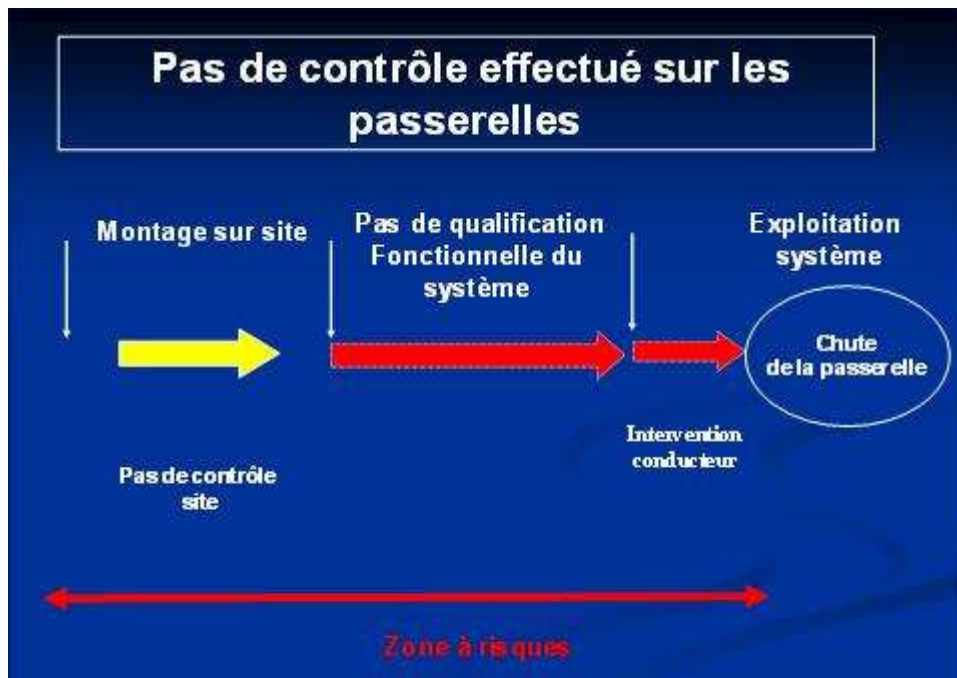 Pas de contrôle effectué sur les
passerelles
Montage sur site
Pas de qualification
Fonctionnelle du
système
Exploitation
système
Chute
de la passerelle
Intervention
conducteur
Pas de contrôle
site
Zone à risques